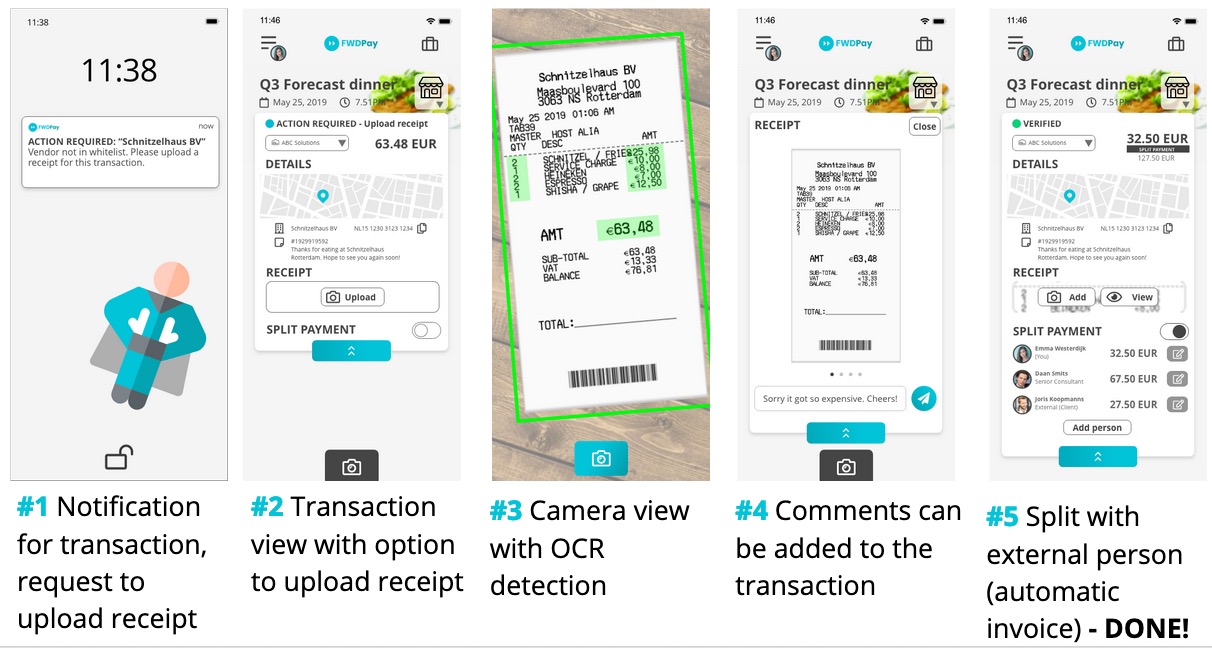 11:38
11:38
FWDPay
now
ACTION REQUIRED: “Schnitzelhaus BV”
Vendor not in whitelist. Please upload a
receipt for this transaction.
#1 Notification
for transaction,
request to
upload receipt
11:46
FWDPay
Q3 Forecast dinner
May 25, 2019
7.51PM
ACTION REQUIRED - Upload receipt
ABC Solutions
63.48 EUR
DETAILS
Schnitzelhaus BV
NL15 1230 3123 1234
#1929919592
Thanks for eating at Schnitzelhaus
Rotterdam. Hope to see you again soon!
RECEIPT
Upload
SPLIT PAYMENT
#2 Transaction
view with option
to upload receipt
Schnitzelhaus BV
Maasboulevard 100
3063 NS Rotterdam
May 25 2019 01:06 AM
TAB39
MASTER HOST ALIA
QTY DESC AMT
2 SCHNITZEL / FRIES €25,98
1 SERVICE CHARGE €10,00
2 HEINEKEN €8,00
2 ESPRESSO €7,00
1 SHISHA / GRAPE €12,50
AMT €63,48
SUB-TOTAL €63,48
VAT €13,33
BALANCE €76,81
TOTAL:
#3 Camera view
with OCR
detection
11:46
FWDPay
Q3 Forecast dinner
May 25, 2019
7.51PM
RECEIPT
Close
Schnitzelhaus BV
Maasboulevard 100
3063 NS Rotterdam
May 25 2019 01:06 AM
TAB39
MASTER HOST ALIA
QTY DESC AMT
2 SCHNITZEL / FRIES €25,98
1 SERVICE CHARGE €10,00
2 HEINEKEN €8,00
2 ESPRESSO €7,00
1 SHISHA / GRAPE €12,50
AMT €63,48
SUB-TOTAL €63,48
VAT €13,33
BALANCE €76,81
TOTAL:
Sorry it got so expensive. Cheers!
#4 Comments can
be added to the
transaction
11:46
FWDPay
Q3 Forecast dinner
May 25, 2019
7.51PM
VERIFIED
ABC Solutions
32.50 EUR
SPLIT PAYMENT
127.50 EUR
DETAILS
Schnitzelhaus BV
NL15 1230 3123 1234
#1929919592
Thanks for eating at Schnitzelhaus
Rotterdam. Hope to see you again soon!
RECEIPT
Add
View
SPLIT PAYMENT
Emma Westerdijk
(You)
32.50 EUR
Daan Smits
Senior Consultant
67.50 EUR
Joris Koopmanns
External (Client)
27.50 EUR
Add person
#5 Split with
external person
(automatic
invoice) - DONE!